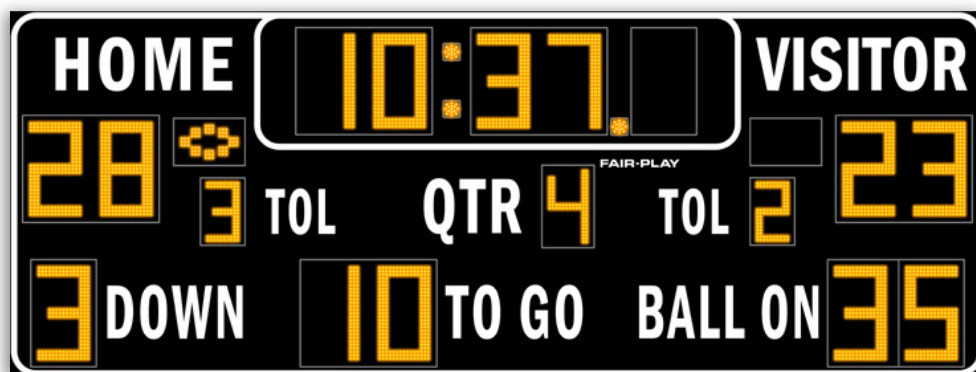 HOME 10:37. VISITOR
28 23
FAIR-PLAY
3 TOL QTR 4 TOL 2
3 DOWN 10 TO GO BALL ON 35